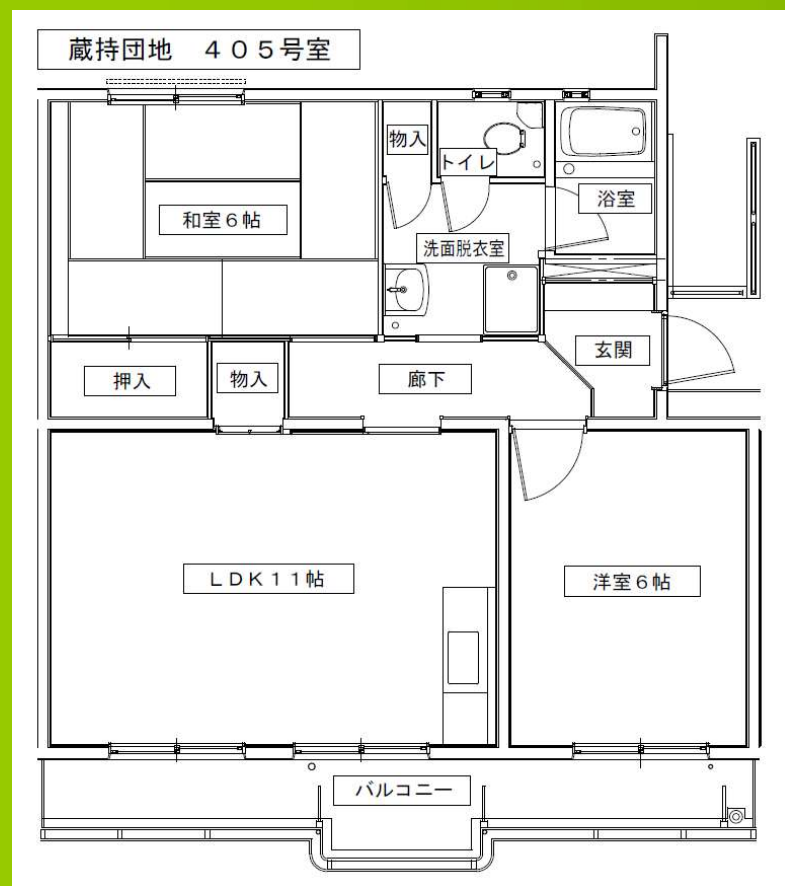 蔵持団地　４０５号室
物入
トイレ
浴室
和室６帖
洗面脱衣室
玄関
押入
物入
廊下
ＬＤＫ１１帖
洋室６帖
バルコニー